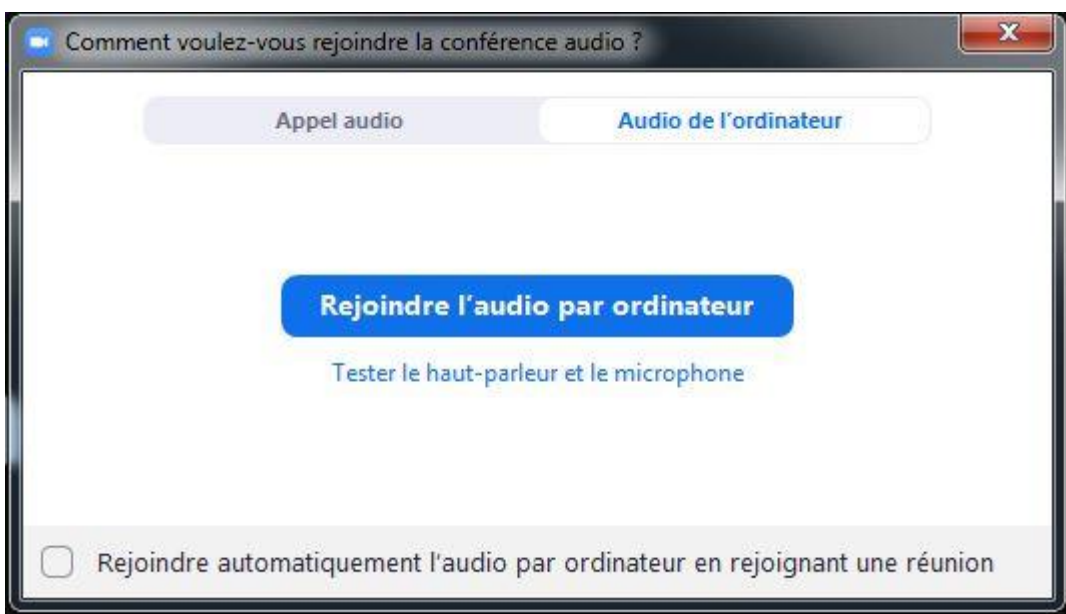 Comment voulez-vous rejoindre la conférence audio ?
Appel audio
Audio de l’ordinateur
Rejoindre l’audio par ordinateur
Tester le haut-parleur et le microphone
Rejoindre automatiquement l'audio par ordinateur en rejoignant une réunion